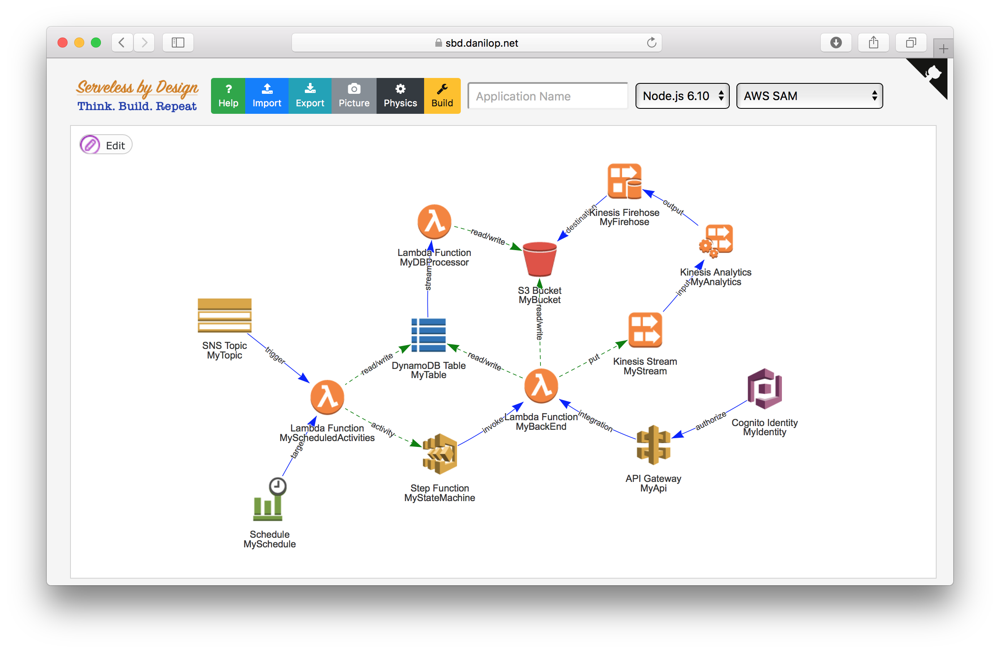 sbd.danilop.net
Serveless by Design
Think. Build. Repeat
? Help
Import
Export
Picture
Physics
Build
Application Name
Node.js 6.10
AWS SAM
Edit
Kinesis Firehose
MyFirehose
output
destination
Lambda Function
MyDBProcessor
read/write
stream
Kinesis Analytics
MyAnalytics
input
S3 Bucket
MyBucket
read/write
SNS Topic
MyTopic
trigger
DynamoDB Table
MyTable
read/write
read/write
put
Kinesis Stream
MyStream
Lambda Function
MyScheduledActivities
activity
target
invoke
Lambda Function
MyBackEnd
integration
authorize
Cognito Identity
MyIdentity
Step Function
MyStateMachine
API Gateway
MyApi
Schedule
MySchedule